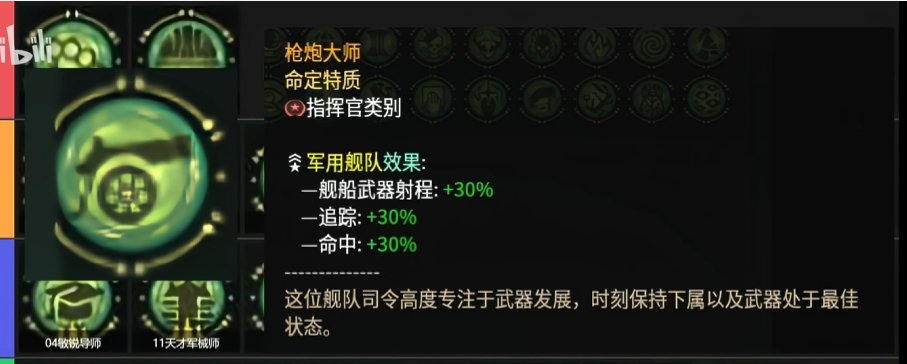 bili
枪炮大师
命定特质
指挥官类别
军用舰队效果:
—舰船武器射程: +30%
—追踪: +30%
—命中: +30%
--------------
这位舰队司令高度专注于武器发展，时刻保持下属以及武器处于最佳
状态。
04敏锐导师
11天才军械师